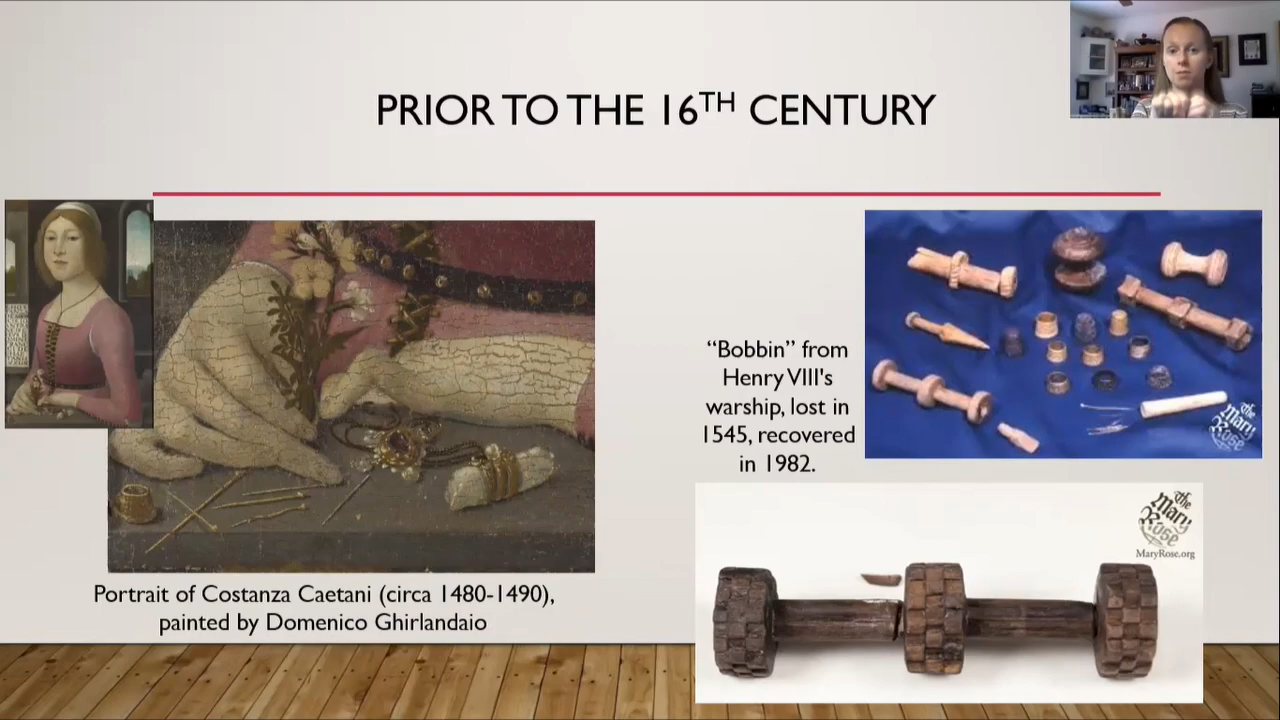 PRIOR TO THE 16TH CENTURY
“Bobbin” from
Henry VIII's
warship, lost in
1545, recovered
in 1982.
the
Mary
Rose
the
Mary
Rose
MaryRose.org
Portrait of Costanza Caetani (circa 1480-1490),
painted by Domenico Ghirlandaio